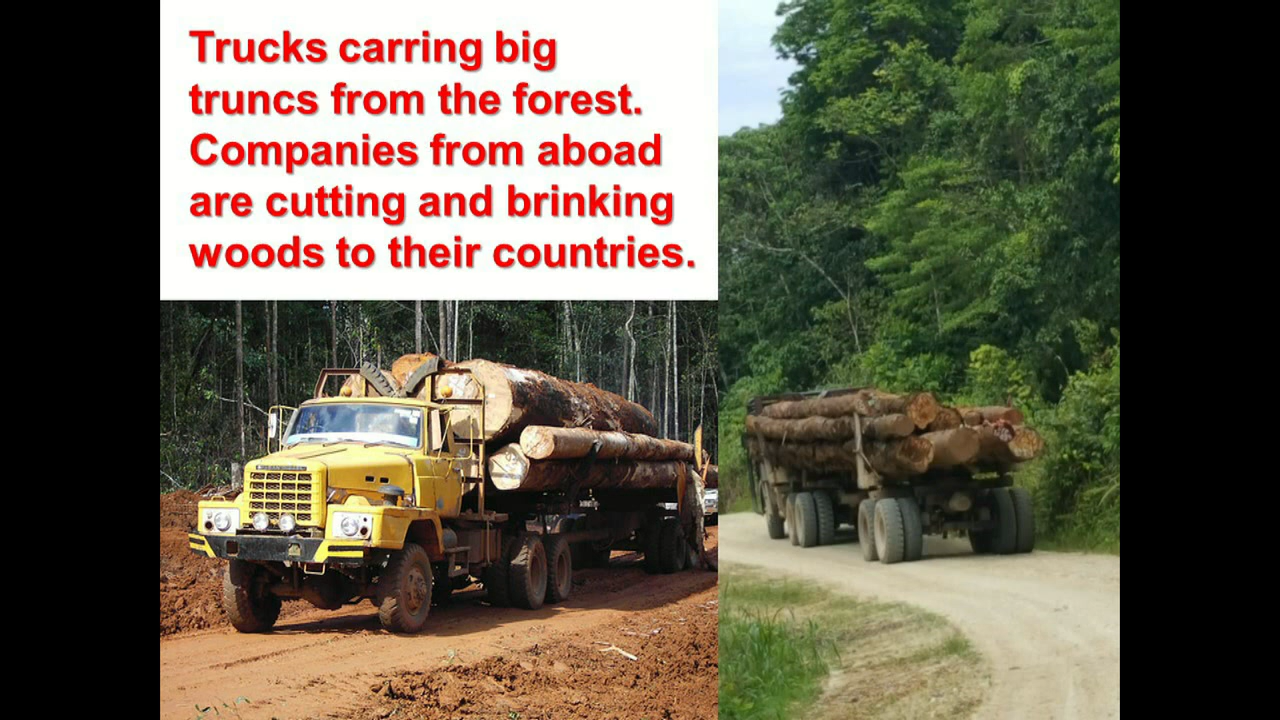 Trucks carring big
truncs from the forest.
Companies from aboad
are cutting and brinking
woods to their countries.